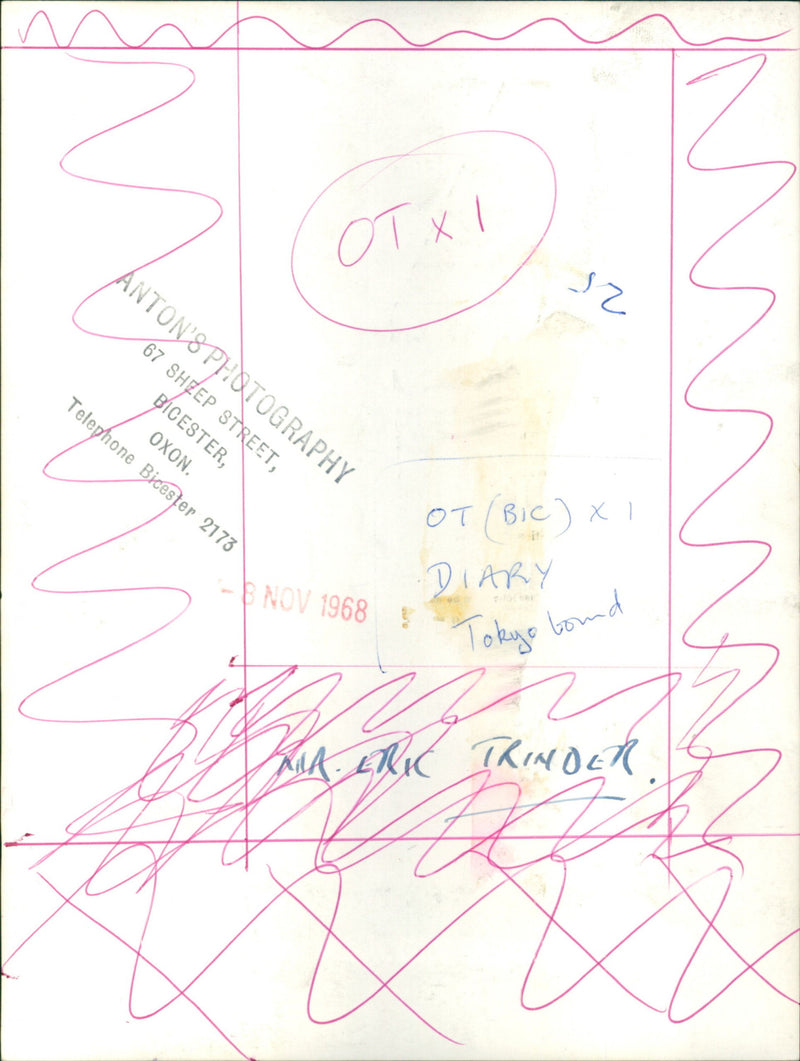 OT x 1
52
ANTON'S PHOTOGRAPHY
67 SHEEP STREET,
BICESTER,
OXON.
Telephone Bicester 2173
- 8 NOV 1968
OT (BIC) x 1
DIARY
Tokyo bound
MR. ERIC TRINDER.